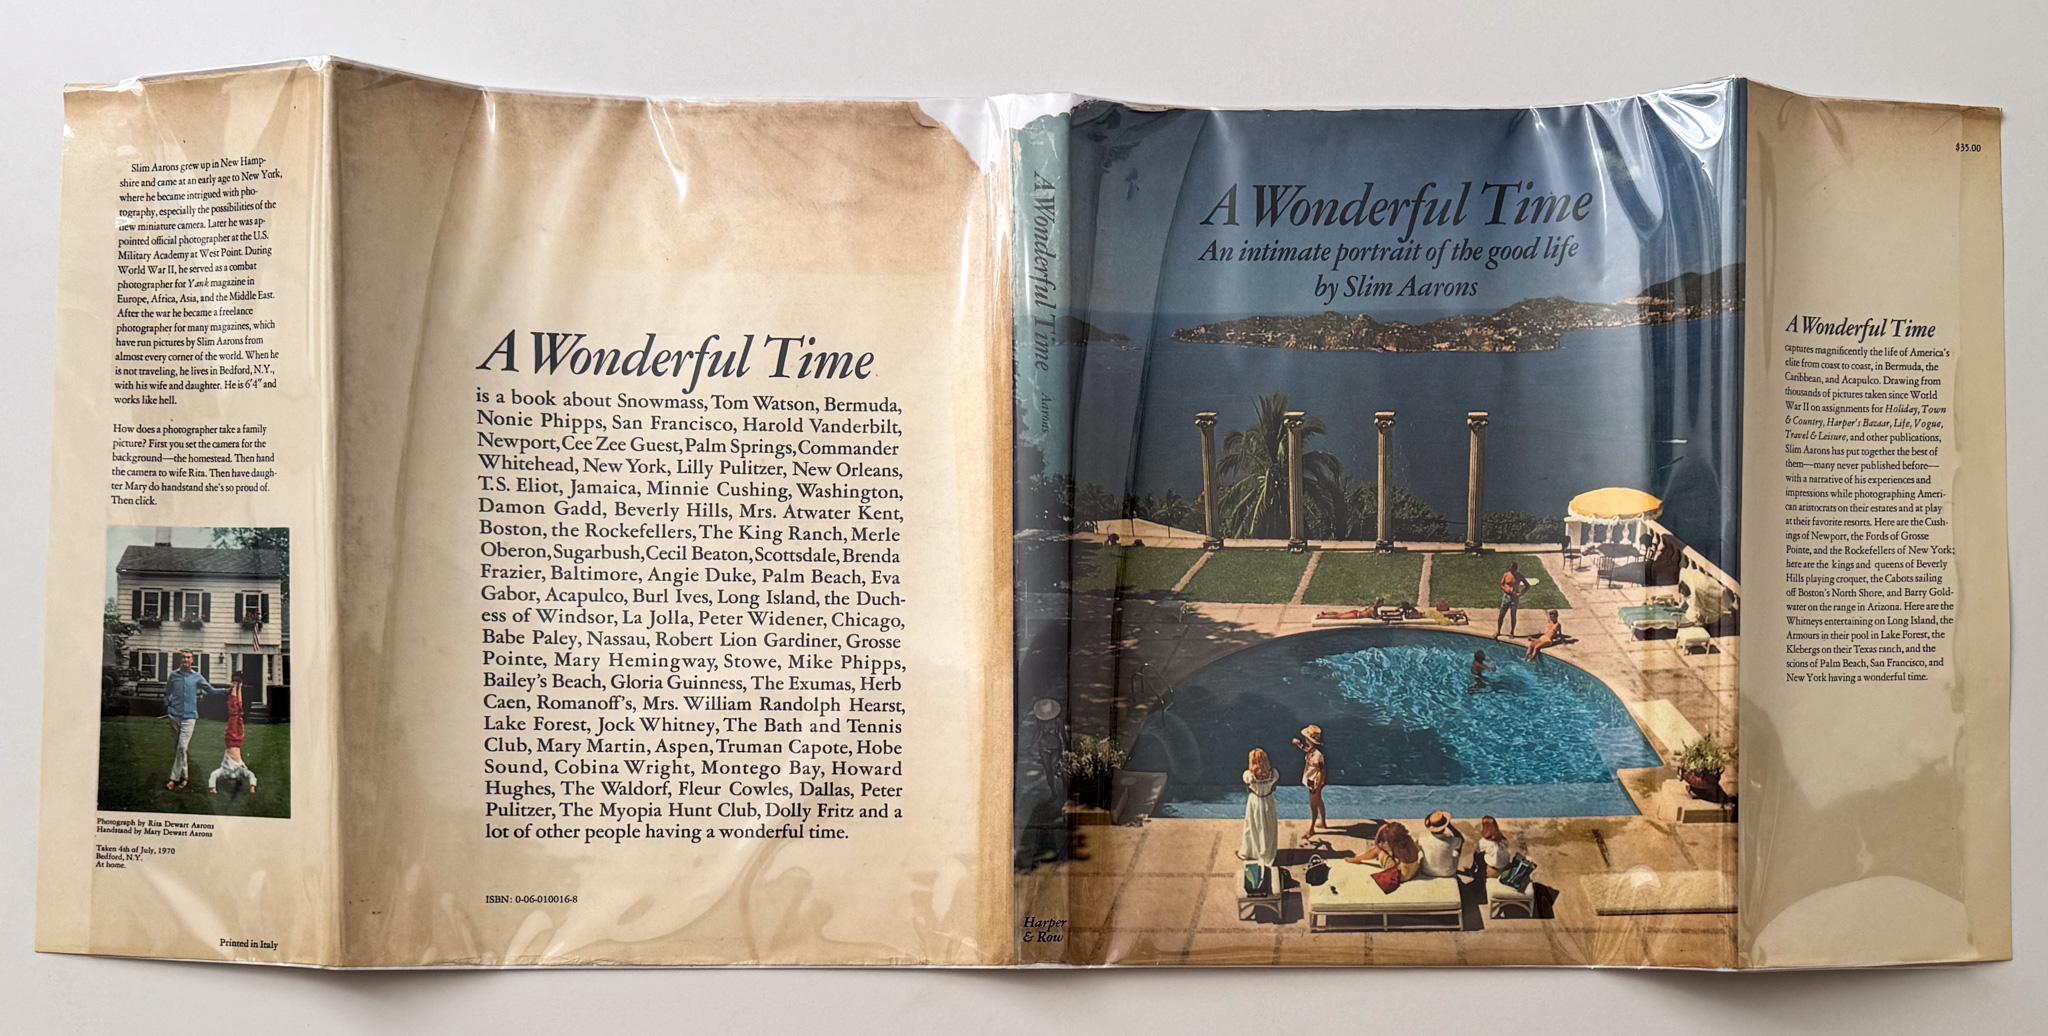 Slim Aarons grew up in New Hamp-
shire and came at an early age to New York,
where he became intrigued with pho-
tography, especially the possibilities of the
new miniature camera. Later he was ap-
pointed official photographer at the U.S.
Military Academy at West Point. During
World War II, he served as a combat
photographer for Yank magazine in
Europe, Africa, Asia, and the Middle East.
After the war he became a freelance
photographer for many magazines, which
have run pictures by Slim Aarons from
almost every corner of the world. When he
is not traveling, he lives in Bedford, N.Y.,
with his wife and daughter. He is 6'4" and
works like hell.
How does a photographer take a family
picture? First you set the camera for the
background—the homestead. Then hand
the camera to wife Rita. Then have daugh-
ter Mary do handstand she's so proud of.
Then click.
Photograph by Rita Dewart Aarons
Handstand by Mary Dewart Aarons
Taken 4th of July, 1970
Bedford, N.Y.
At home.
Printed in Italy
A Wonderful Time
is a book about Snowmass, Tom Watson, Bermuda,
Nonie Phipps, San Francisco, Harold Vanderbilt,
Newport, Cee Zee Guest, Palm Springs, Commander
Whitehead, New York, Lilly Pulitzer, New Orleans,
T.S. Eliot, Jamaica, Minnie Cushing, Washington,
Damon Gadd, Beverly Hills, Mrs. Atwater Kent,
Boston, the Rockefellers, The King Ranch, Merle
Oberon, Sugarbush, Cecil Beaton, Scottsdale, Brenda
Frazier, Baltimore, Angie Duke, Palm Beach, Eva
Gabor, Acapulco, Burl Ives, Long Island, the Duch-
ess of Windsor, La Jolla, Peter Widener, Chicago,
Babe Paley, Nassau, Robert Lion Gardiner, Grosse
Pointe, Mary Hemingway, Stowe, Mike Phipps,
Bailey's Beach, Gloria Guinness, The Exumas, Herb
Caen, Romanoff's, Mrs. William Randolph Hearst,
Lake Forest, Jock Whitney, The Bath and Tennis
Club, Mary Martin, Aspen, Truman Capote, Hobe
Sound, Cobina Wright, Montego Bay, Howard
Hughes, The Waldorf, Fleur Cowles, Dallas, Peter
Pulitzer, The Myopia Hunt Club, Dolly Fritz and a
lot of other people having a wonderful time.
ISBN: 0-06-010016-8
A Wonderful Time Aarons
Harper
& Row
A Wonderful Time
An intimate portrait of the good life
by Slim Aarons
$35.00
A Wonderful Time
captures magnificently the life of America's
elite from coast to coast, in Bermuda, the
Caribbean, and Acapulco. Drawing from
thousands of pictures taken since World
War II on assignments for Holiday, Town
& Country, Harper's Bazaar, Life, Vogue,
Travel & Leisure, and other publications,
Slim Aarons has put together the best of
them—many never published before—
with a narrative of his experiences and
impressions while photographing Ameri-
can aristocrats on their estates and at play
at their favorite resorts. Here are the Cush-
ings of Newport, the Fords of Grosse
Pointe, and the Rockefellers of New York;
here are the kings and queens of Beverly
Hills playing croquet, the Cabots sailing
off Boston's North Shore, and Barry Gold-
water on the range in Arizona. Here are the
Whitneys entertaining on Long Island, the
Armours in their pool in Lake Forest, the
Klebergs on their Texas ranch, and the
scions of Palm Beach, San Francisco, and
New York having a wonderful time.